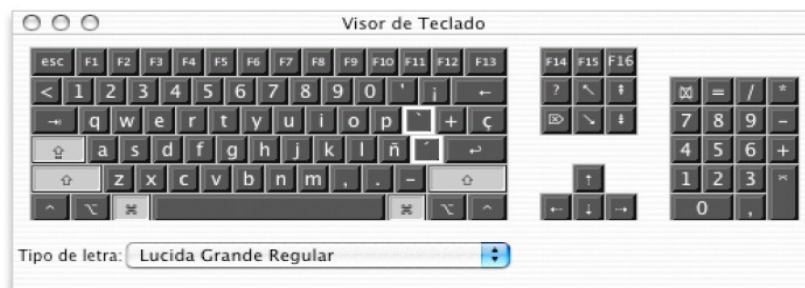 Visor de Teclado
esc F1 F2 F3 F4 F5 F6 F7 F8 F9 F10 F11 F12 F13 F14 F15 F16
< 1 2 3 4 5 6 7 8 9 0 ' ¡ ← ? ↖ ⇞ = / *
⇥ q w e r t y u i o p ` + ç ⌦ ↘ ⇟ 7 8 9 -
⇪ a s d f g h j k l ñ ´ ↩ 4 5 6 +
⇧ z x c v b n m , . - ⇧ ↑ 1 2 3 ⌤
^ ⌥ ⌘ ⌘ ⌥ ^ ← ↓ → 0 ,
Tipo de letra: Lucida Grande Regular